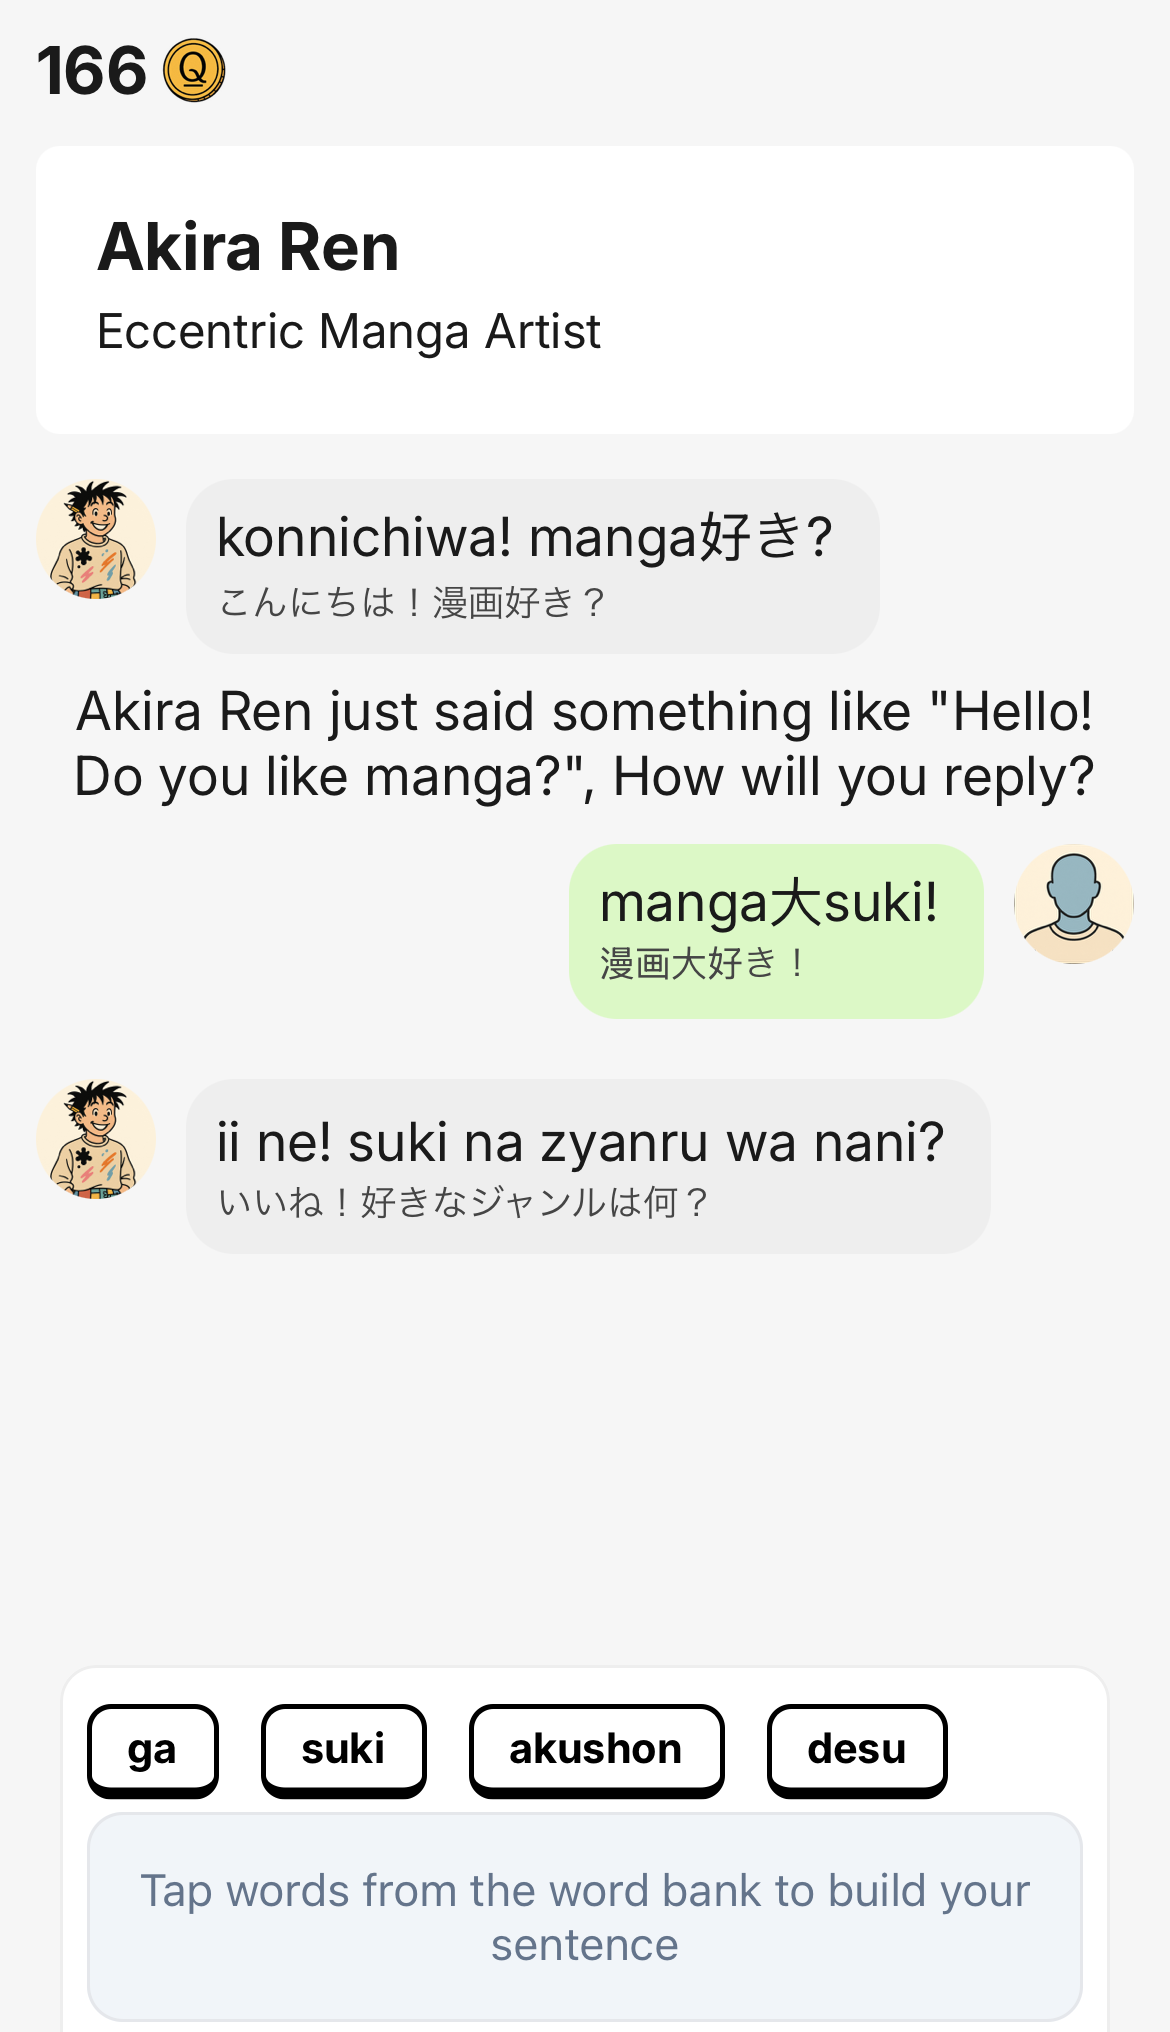 166 Q
Akira Ren
Eccentric Manga Artist
konnichiwa! manga好き?
こんにちは！漫画好き？
Akira Ren just said something like "Hello!
Do you like manga?", How will you reply?
manga大suki!
漫画大好き！
ii ne! suki na zyanru wa nani?
いいね！好きなジャンルは何？
ga suki akushon desu
Tap words from the word bank to build your
sentence